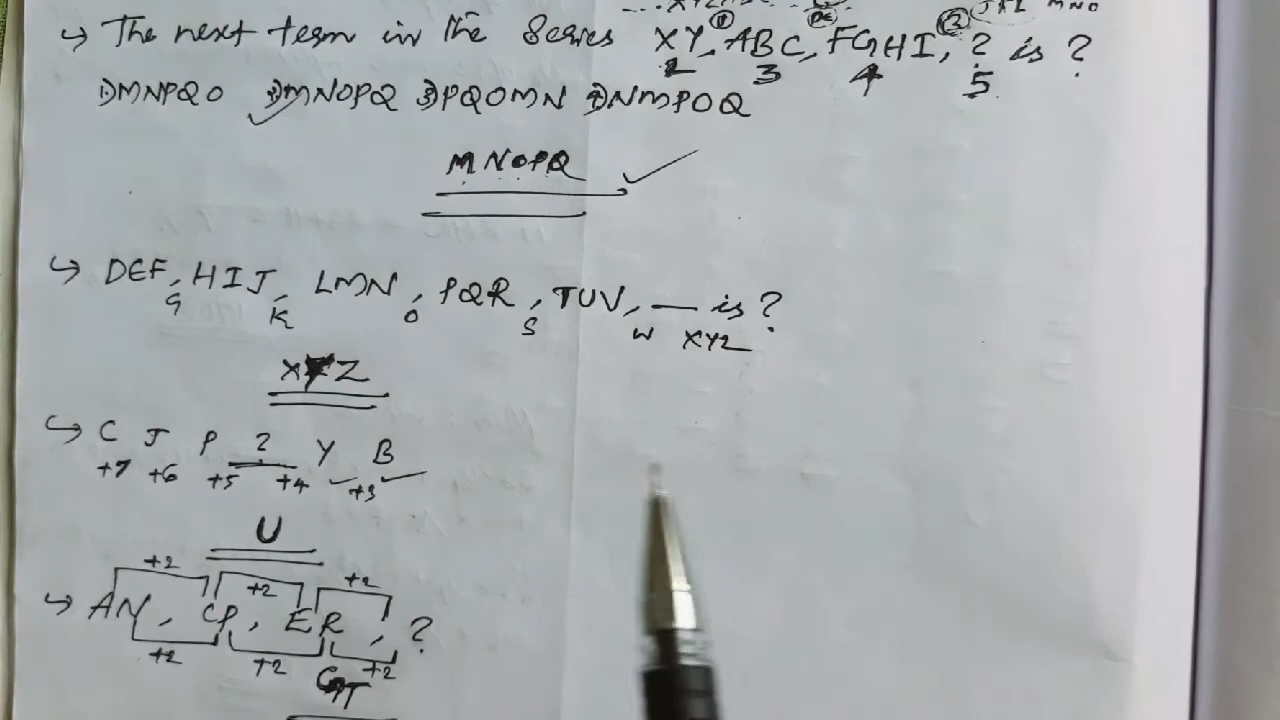 JKL MNO
→ The next term in the Series XY, ABC, FGHI, ? is ?
2 3 4 5
1) MNPQO 2) MNOPQ 3) PQOMN 4) NMPOQ
MNOPQ
→ DEF, HIJ, LMN, PQR, TUV, — is ?
G K O S W XYZ
XYZ
→ C J P ? Y B
+7 +6 +5 +4 +3
U
+2 +2 +2
→ AN, CP, ER, ?
+2 +2 +2
GT